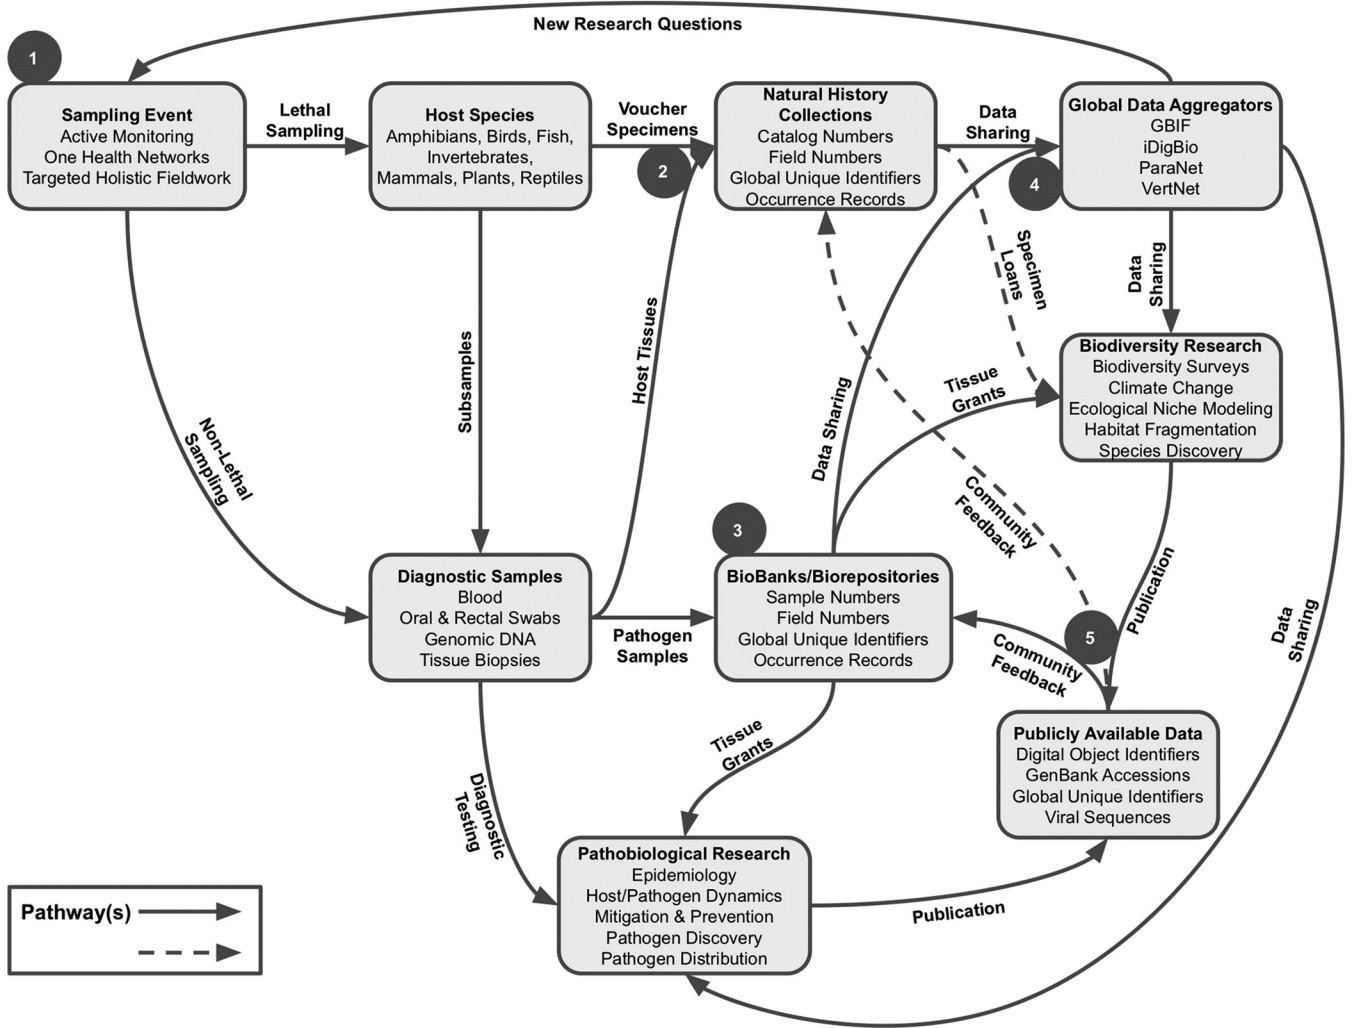 New Research Questions
1
Sampling Event
Active Monitoring
One Health Networks
Targeted Holistic Fieldwork
Lethal
Sampling
Host Species
Amphibians, Birds, Fish,
Invertebrates,
Mammals, Plants, Reptiles
Voucher
Specimens
2
Natural History
Collections
Catalog Numbers
Field Numbers
Global Unique Identifiers
Occurrence Records
Data
Sharing
4
Global Data Aggregators
GBIF
iDigBio
ParaNet
VertNet
Specimen
Loans
Data
Sharing
Non-Lethal
Sampling
Subsamples
Host Tissues
Data Sharing
Tissue
Grants
Biodiversity Research
Biodiversity Surveys
Climate Change
Ecological Niche Modeling
Habitat Fragmentation
Species Discovery
Community
Feedback
3
Diagnostic Samples
Blood
Oral & Rectal Swabs
Genomic DNA
Tissue Biopsies
Pathogen
Samples
BioBanks/Biorepositories
Sample Numbers
Field Numbers
Global Unique Identifiers
Occurrence Records
Community
Feedback
5
Publication
Data
Sharing
Diagnostic
Testing
Tissue
Grants
Publicly Available Data
Digital Object Identifiers
GenBank Accessions
Global Unique Identifiers
Viral Sequences
Pathobiological Research
Epidemiology
Host/Pathogen Dynamics
Mitigation & Prevention
Pathogen Discovery
Pathogen Distribution
Publication
Pathway(s)